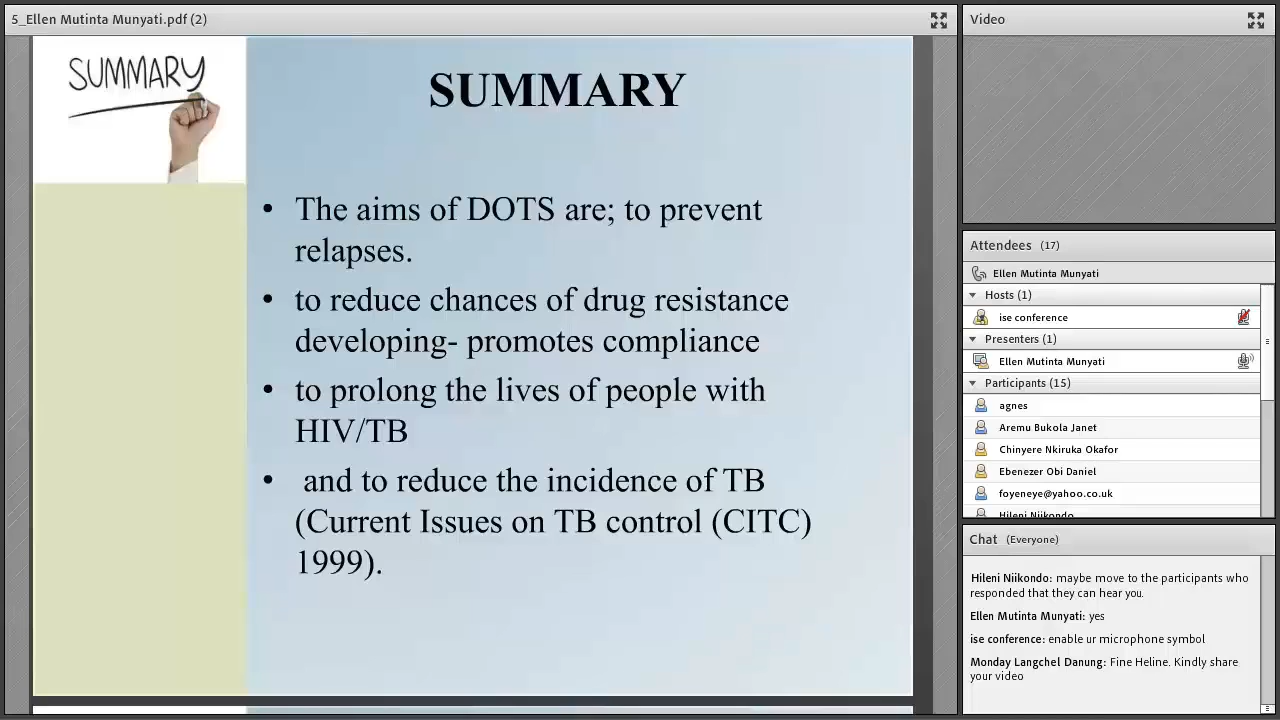 5_Ellen Mutinta Munyati.pdf (2)
SUMMARY
SUMMARY
• The aims of DOTS are; to prevent
relapses.
• to reduce chances of drug resistance
developing- promotes compliance
• to prolong the lives of people with
HIV/TB
• and to reduce the incidence of TB
(Current Issues on TB control (CITC)
1999).
Video
Attendees (17)
Ellen Mutinta Munyati
Hosts (1)
ise conference
Presenters (1)
Ellen Mutinta Munyati
Participants (15)
agnes
Aremu Bukola Janet
Chinyere Nkiruka Okafor
Ebenezer Obi Daniel
foyeneye@yahoo.co.uk
Hileni Niikondo
Chat (Everyone)
Hileni Niikondo: maybe move to the participants who
responded that they can hear you.
Ellen Mutinta Munyati: yes
ise conference: enable ur microphone symbol
Monday Langchel Danung: Fine Heline. Kindly share
your video